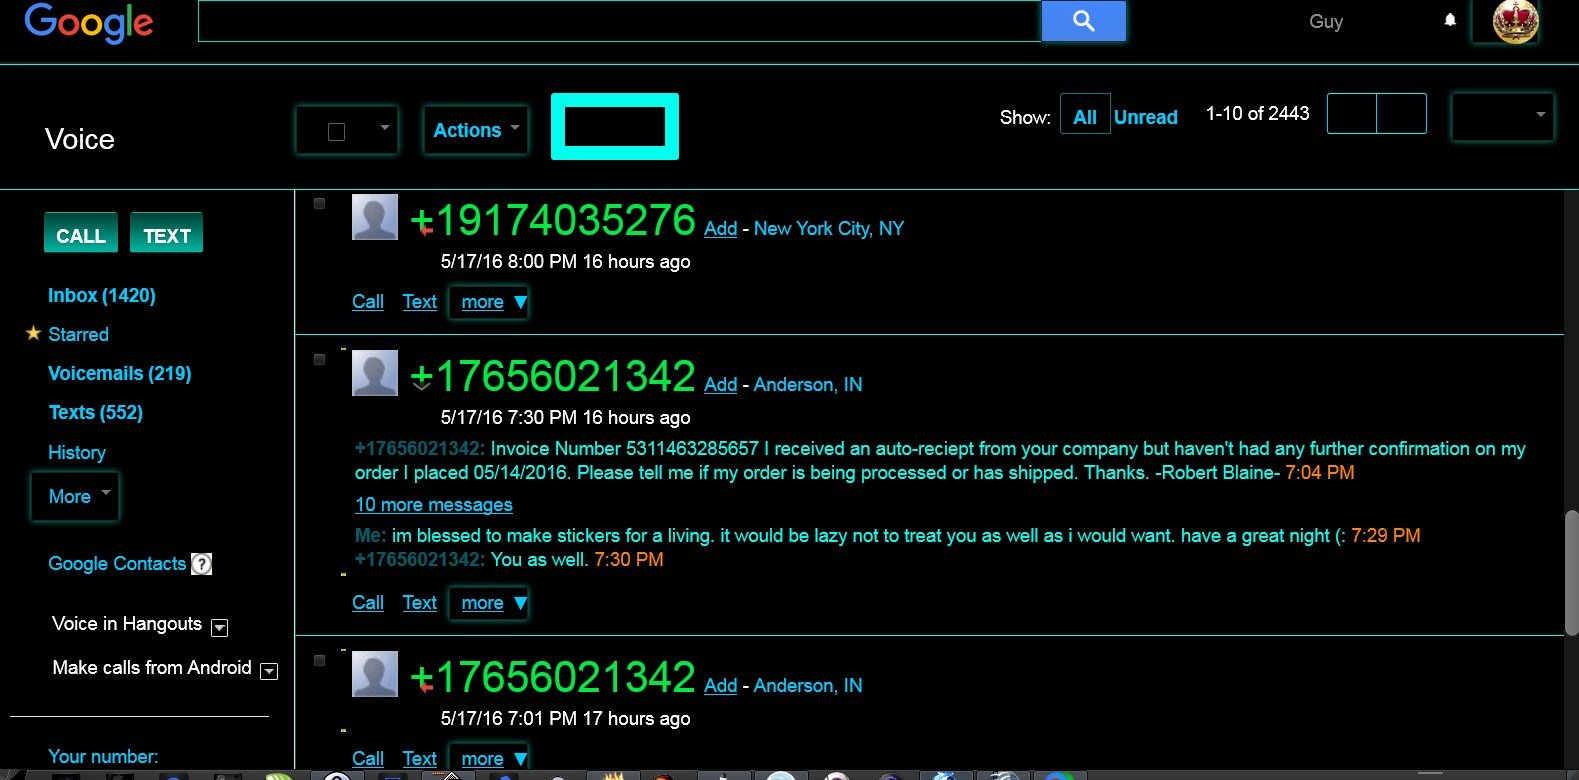 Google
Guy
Voice
Actions
Show: All Unread 1-10 of 2443
CALL TEXT
Inbox (1420)
Starred
Voicemails (219)
Texts (552)
History
More
Google Contacts ?
Voice in Hangouts
Make calls from Android
Your number:
+19174035276 Add - New York City, NY
5/17/16 8:00 PM 16 hours ago
Call Text more
+17656021342 Add - Anderson, IN
5/17/16 7:30 PM 16 hours ago
+17656021342: Invoice Number 5311463285657 I received an auto-reciept from your company but haven't had any further confirmation on my
order I placed 05/14/2016. Please tell me if my order is being processed or has shipped. Thanks. -Robert Blaine- 7:04 PM
10 more messages
Me: im blessed to make stickers for a living. it would be lazy not to treat you as well as i would want. have a great night (: 7:29 PM
+17656021342: You as well. 7:30 PM
Call Text more
+17656021342 Add - Anderson, IN
5/17/16 7:01 PM 17 hours ago
Call Text more